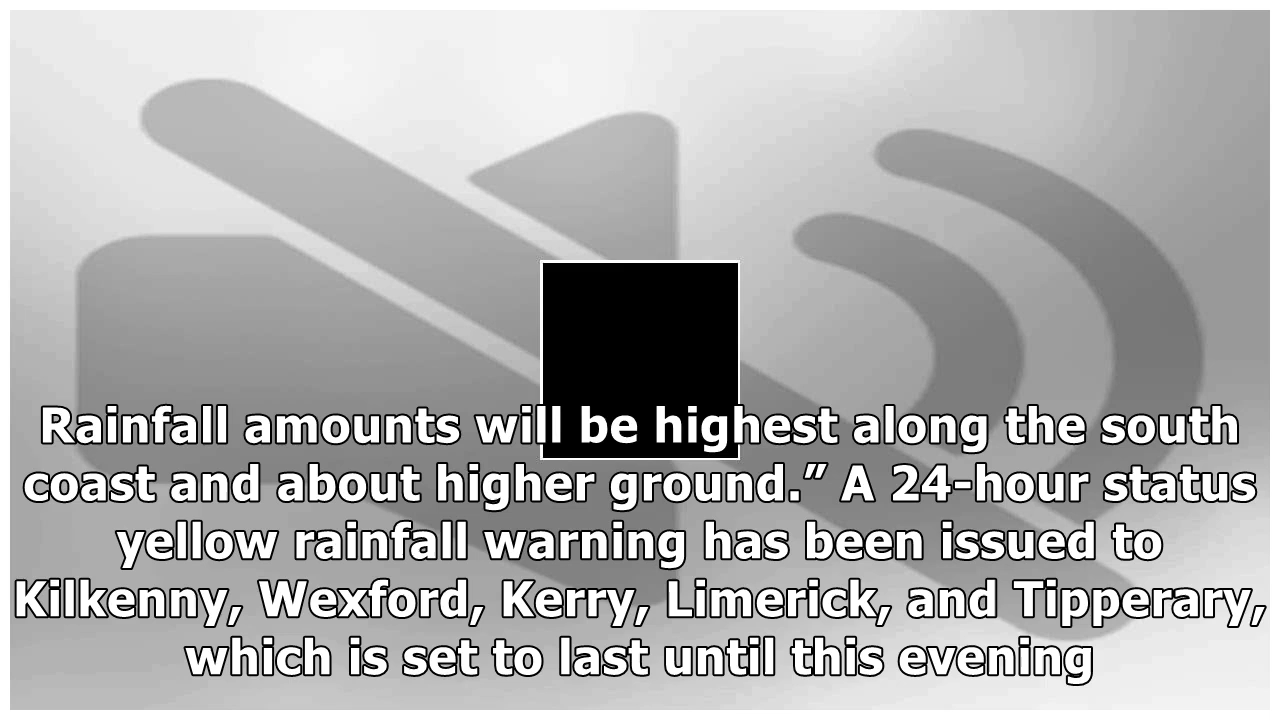 Rainfall amounts will be highest along the south
coast and about higher ground.” A 24-hour status
yellow rainfall warning has been issued to
Kilkenny, Wexford, Kerry, Limerick, and Tipperary,
which is set to last until this evening